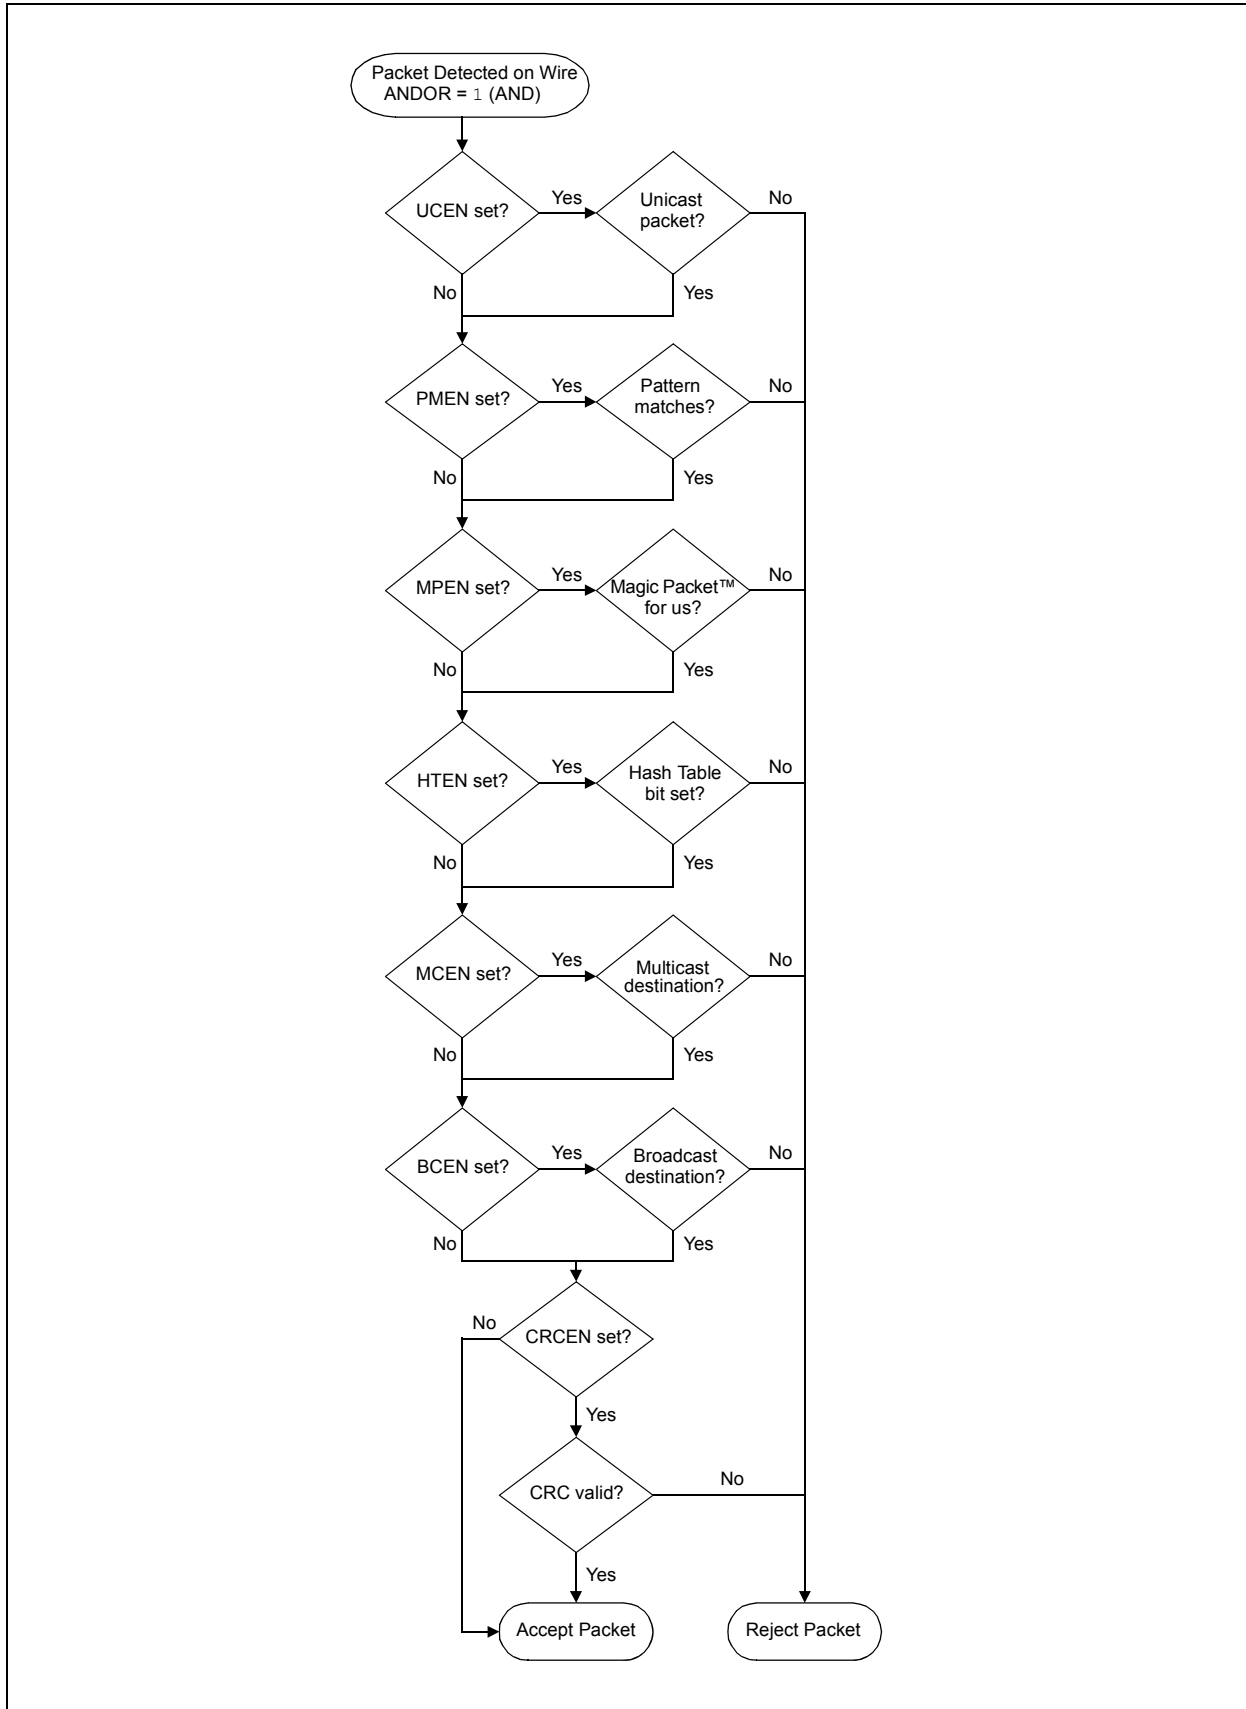 Packet Detected on Wire
ANDOR = 1 (AND)
UCEN set?
Yes
Unicast
packet?
No
No
Yes
PMEN set?
Yes
Pattern
matches?
No
No
Yes
MPEN set?
Yes
Magic Packet™
for us?
No
No
Yes
HTEN set?
Yes
Hash Table
bit set?
No
No
Yes
MCEN set?
Yes
Multicast
destination?
No
No
Yes
BCEN set?
Yes
Broadcast
destination?
No
No
Yes
No
CRCEN set?
Yes
CRC valid?
No
Yes
Accept Packet
Reject Packet